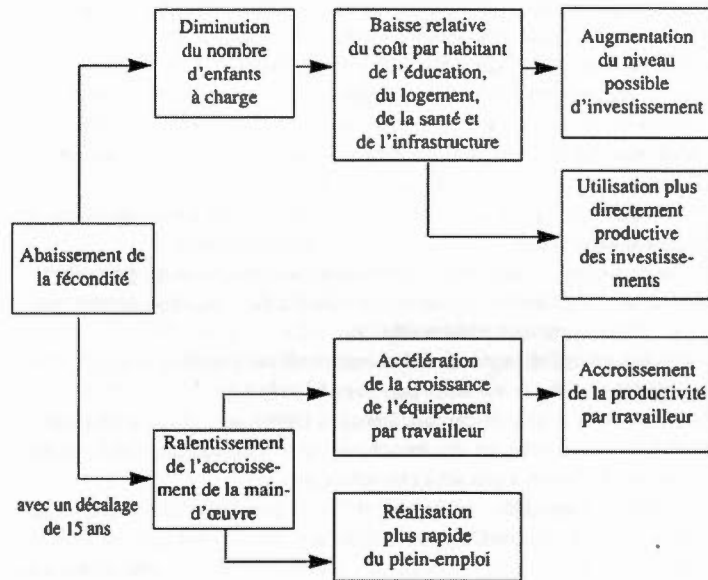 Diminution
du nombre
d'enfants
à charge
Baisse relative
du coût par habitant
de l'éducation,
du logement,
de la santé et
de l'infrastructure
Augmentation
du niveau
possible
d'investissement
Utilisation plus
directement
productive
des investisse-
ments
Abaissement de
la fécondité
Accélération
de la croissance
de l'équipement
par travailleur
Accroissement
de la productivité
par travailleur
Ralentissement
de l'accroisse-
ment de la main-
d'œuvre
avec un décalage
de 15 ans
Réalisation
plus rapide
du plein-emploi